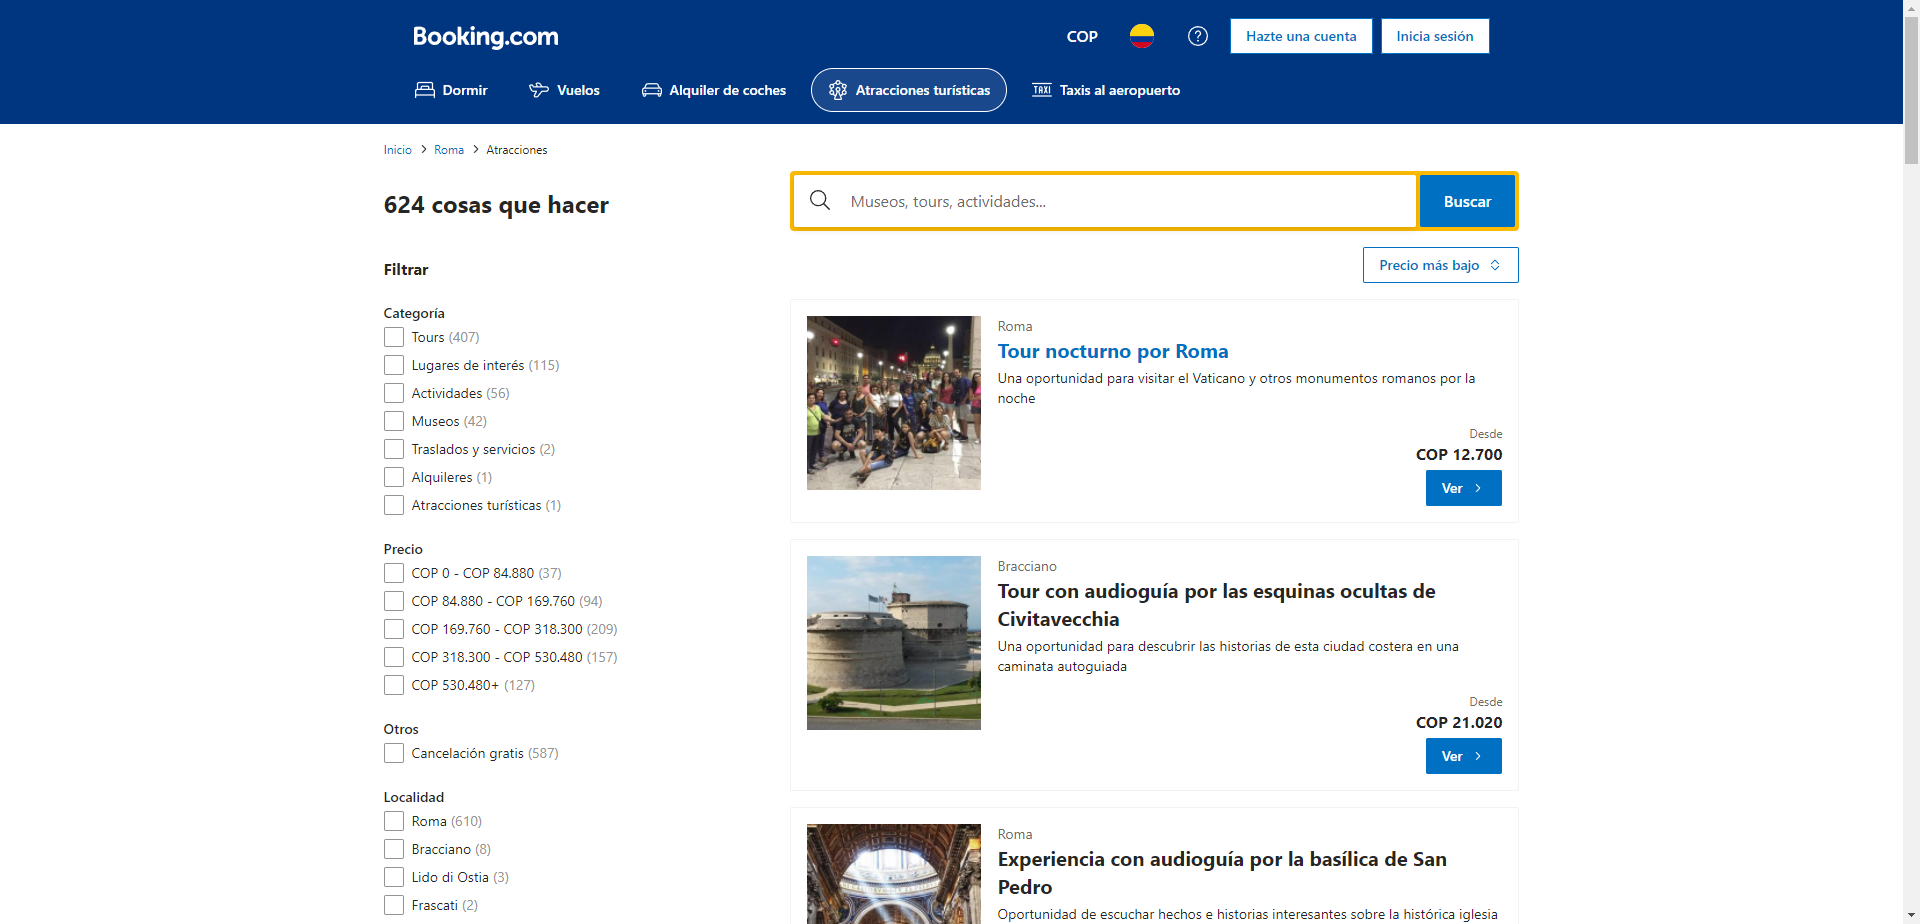 Booking.com
COP
Hazte una cuenta
Inicia sesión
Dormir
Vuelos
Alquiler de coches
Atracciones turísticas
TAXI
Taxis al aeropuerto
Inicio > Roma > Atracciones
624 cosas que hacer
Museos, tours, actividades...
Buscar
Precio más bajo
Filtrar
Categoría
Tours (407)
Lugares de interés (115)
Actividades (56)
Museos (42)
Traslados y servicios (2)
Alquileres (1)
Atracciones turísticas (1)
Precio
COP 0 - COP 84.880 (37)
COP 84.880 - COP 169.760 (94)
COP 169.760 - COP 318.300 (209)
COP 318.300 - COP 530.480 (157)
COP 530.480+ (127)
Otros
Cancelación gratis (587)
Localidad
Roma (610)
Bracciano (8)
Lido di Ostia (3)
Frascati (2)
Roma
Tour nocturno por Roma
Una oportunidad para visitar el Vaticano y otros monumentos romanos por la
noche
Desde
COP 12.700
Ver
Bracciano
Tour con audioguía por las esquinas ocultas de
Civitavecchia
Una oportunidad para descubrir las historias de esta ciudad costera en una
caminata autoguiada
Desde
COP 21.020
Ver
Roma
Experiencia con audioguía por la basílica de San
Pedro
Oportunidad de escuchar hechos e historias interesantes sobre la histórica iglesia